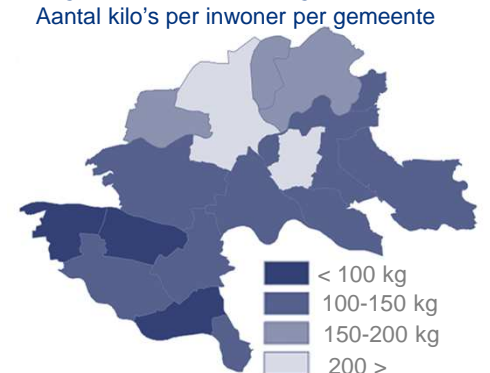 Aantal kilo's per inwoner per gemeente
< 100 kg
100-150 kg
150-200 kg
200 >